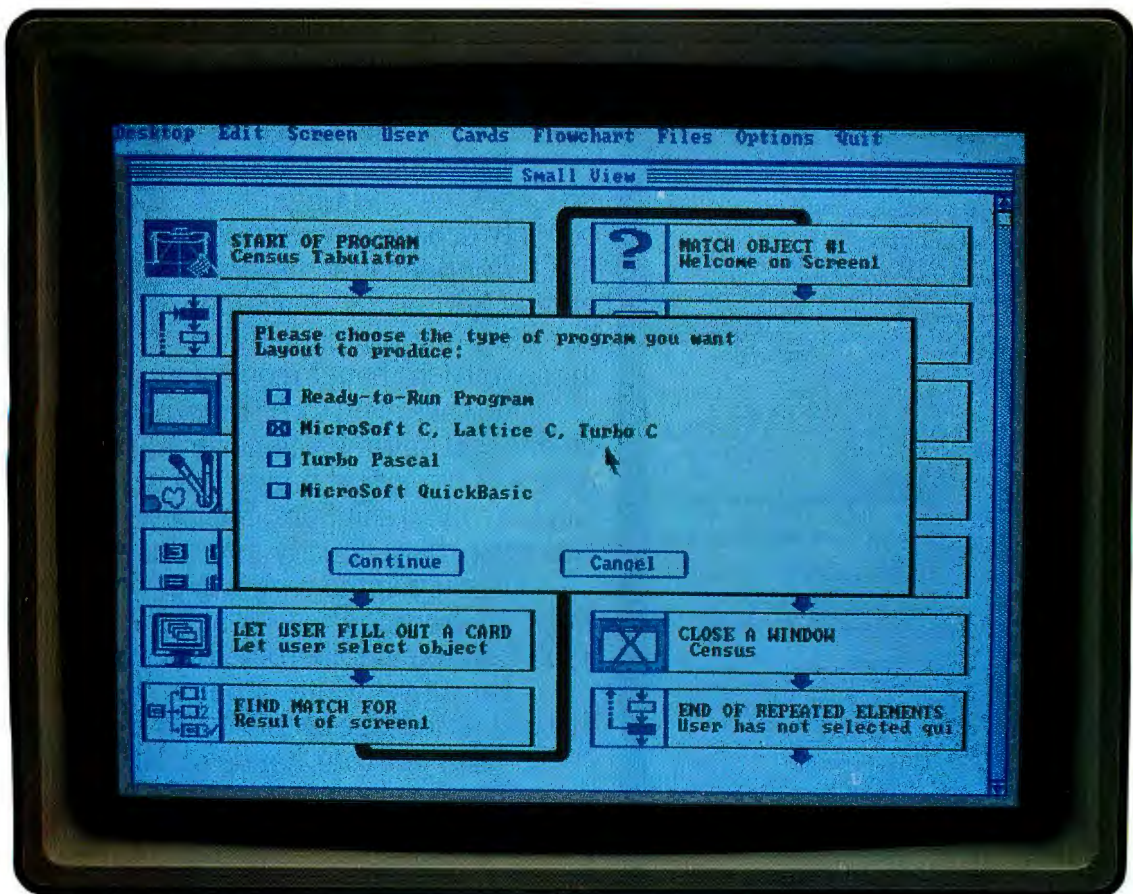 Desktop Edit Screen User Cards Flowchart Files Options Quit
Small View
START OF PROGRAM
Census Tabulator
?
MATCH OBJECT #1
Welcome on Screen1
Please choose the type of program you want
Layout to produce:
Ready-to-Run Program
MicroSoft C, Lattice C, Turbo C
Turbo Pascal
MicroSoft QuickBasic
Continue
Cancel
LET USER FILL OUT A CARD
Let user select object
CLOSE A WINDOW
Census
FIND MATCH FOR
Result of screen1
END OF REPEATED ELEMENTS
User has not selected qui